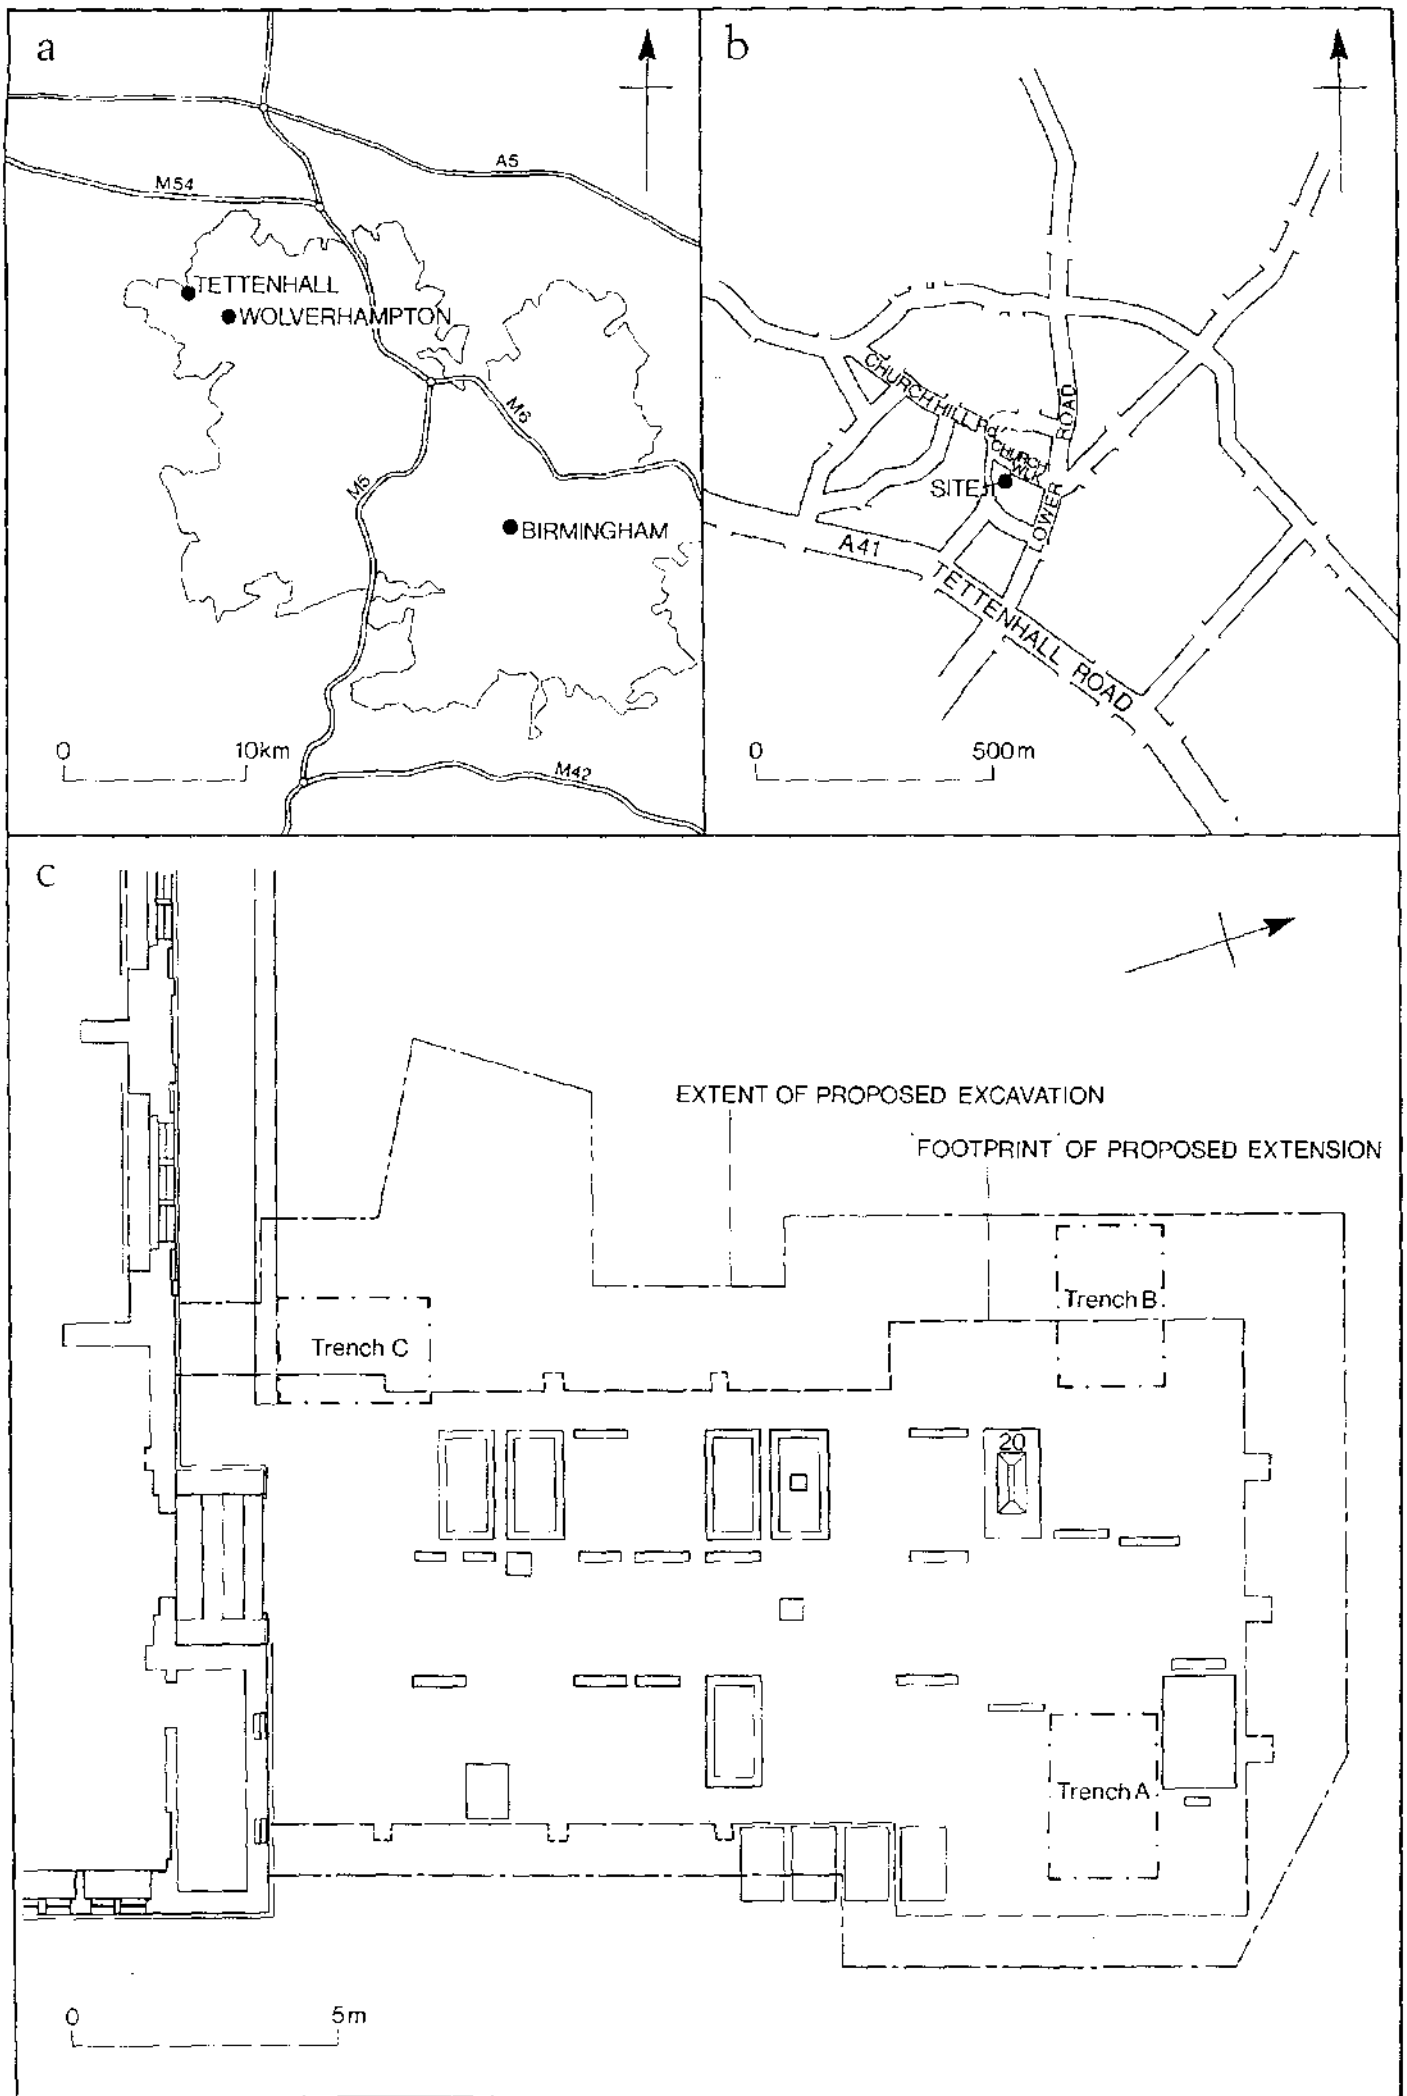 a
A5
M54
TETTENHALL
WOLVERHAMPTON
M6
M5
BIRMINGHAM
0 10km
M42
b
CHURCH HILL Rd
ROAD
CHURCH
WLK
SITE
LOWER
A41
TETTENHALL ROAD
0 500m
c
EXTENT OF PROPOSED EXCAVATION
FOOTPRINT OF PROPOSED EXTENSION
Trench B
Trench C
20
Trench A
0 5m